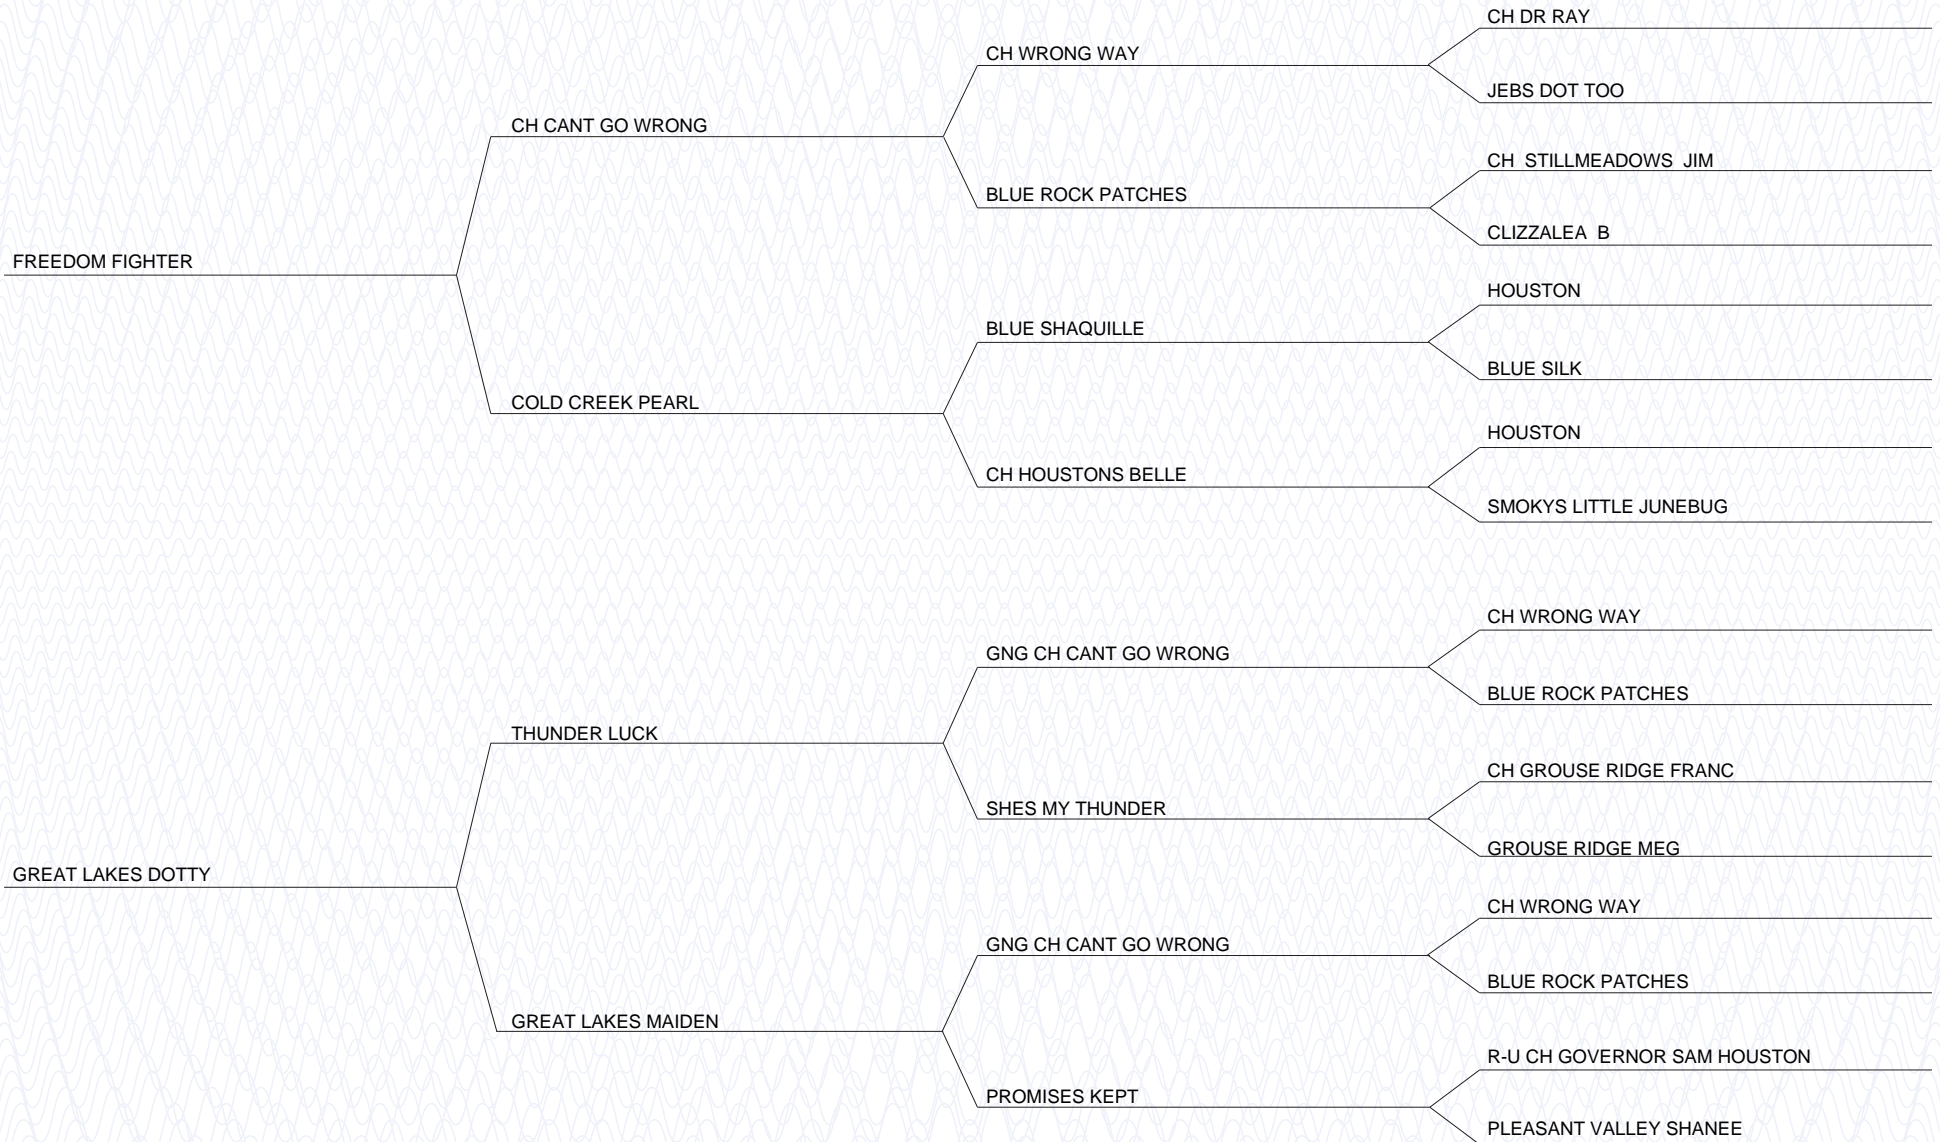 CH DR RAY
CH WRONG WAY
JEBS DOT TOO
CH CANT GO WRONG
CH  STILLMEADOWS  JIM
BLUE ROCK PATCHES
CLIZZALEA  B
FREEDOM FIGHTER
HOUSTON
BLUE SHAQUILLE
BLUE SILK
COLD CREEK PEARL
HOUSTON
CH HOUSTONS BELLE
SMOKYS LITTLE JUNEBUG
CH WRONG WAY
GNG CH CANT GO WRONG
BLUE ROCK PATCHES
THUNDER LUCK
CH GROUSE RIDGE FRANC
SHES MY THUNDER
GROUSE RIDGE MEG
GREAT LAKES DOTTY
CH WRONG WAY
GNG CH CANT GO WRONG
BLUE ROCK PATCHES
GREAT LAKES MAIDEN
R-U CH GOVERNOR SAM HOUSTON
PROMISES KEPT
PLEASANT VALLEY SHANEE